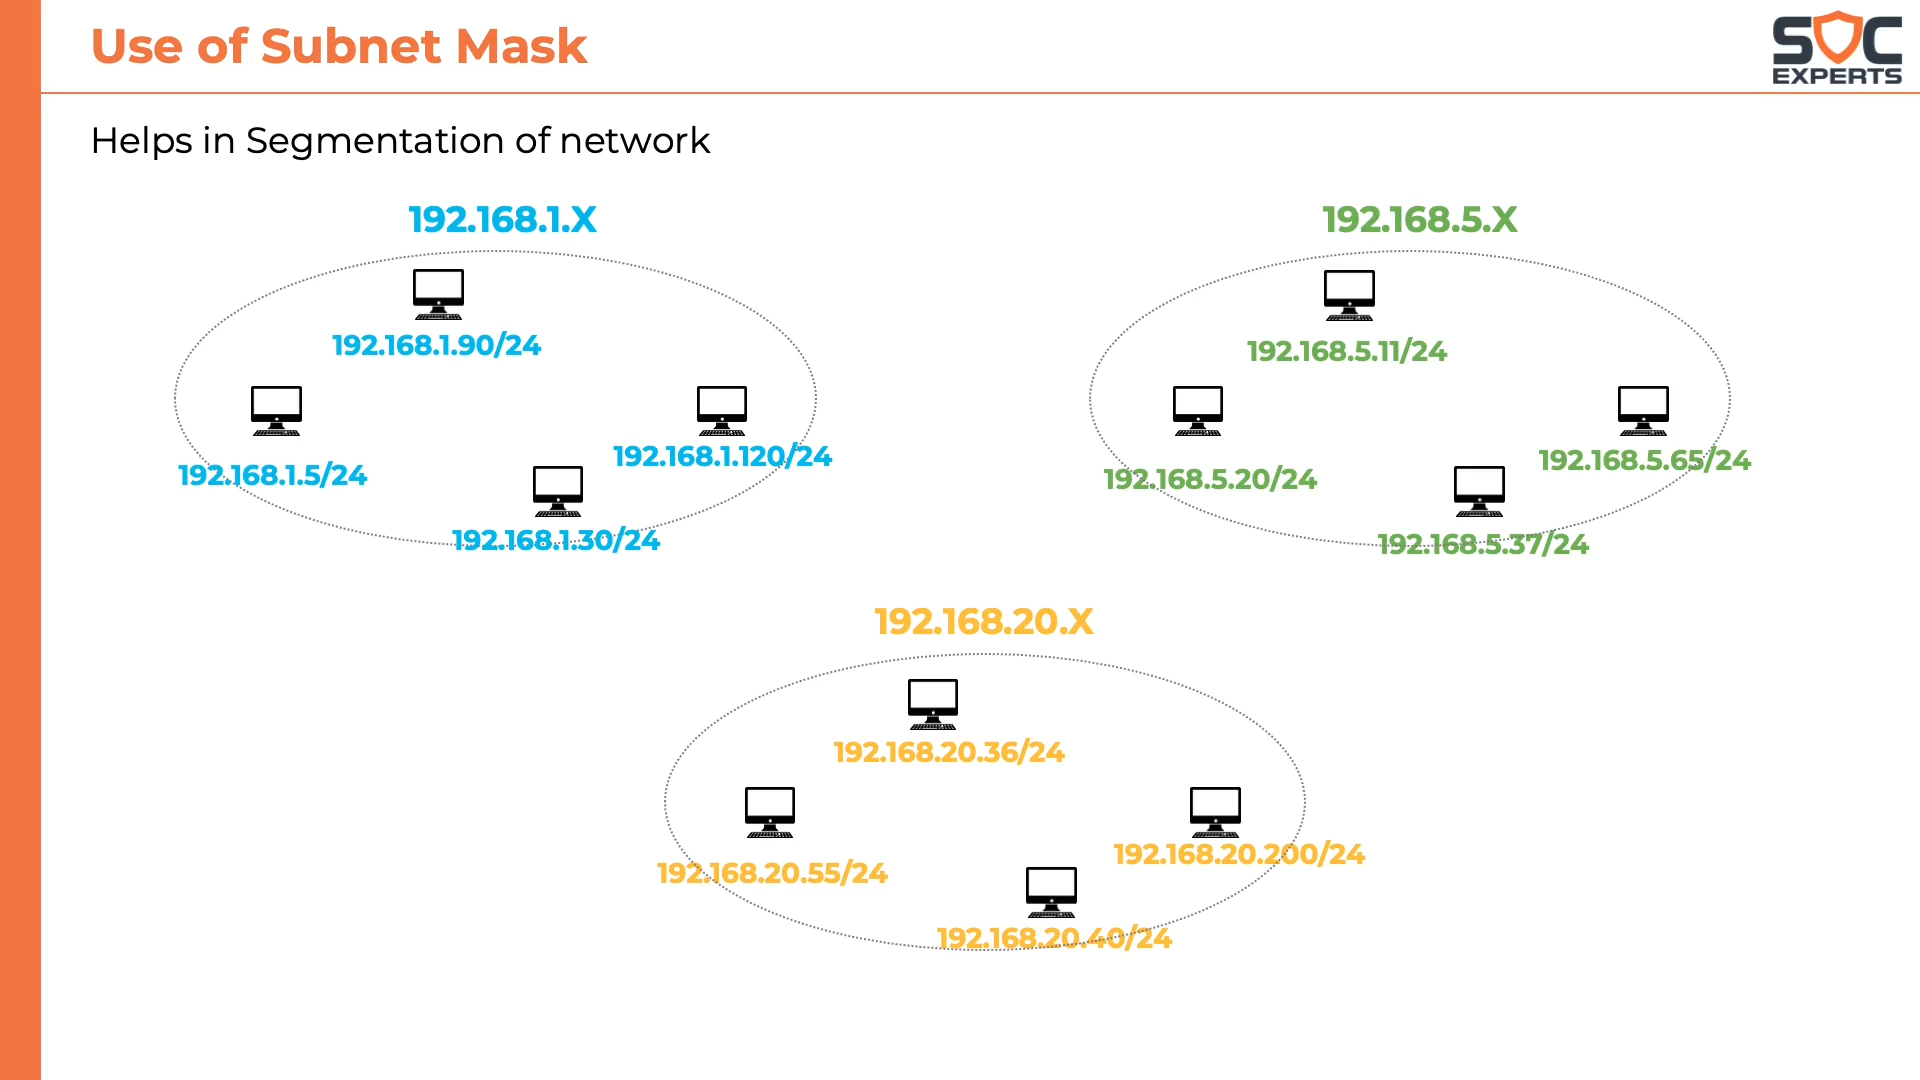 Use of Subnet Mask
SOC
EXPERTS
Helps in Segmentation of network
192.168.1.X
192.168.1.90/24
192.168.1.5/24
192.168.1.120/24
192.168.1.30/24
192.168.5.X
192.168.5.11/24
192.168.5.20/24
192.168.5.65/24
192.168.5.37/24
192.168.20.X
192.168.20.36/24
192.168.20.55/24
192.168.20.200/24
192.168.20.40/24